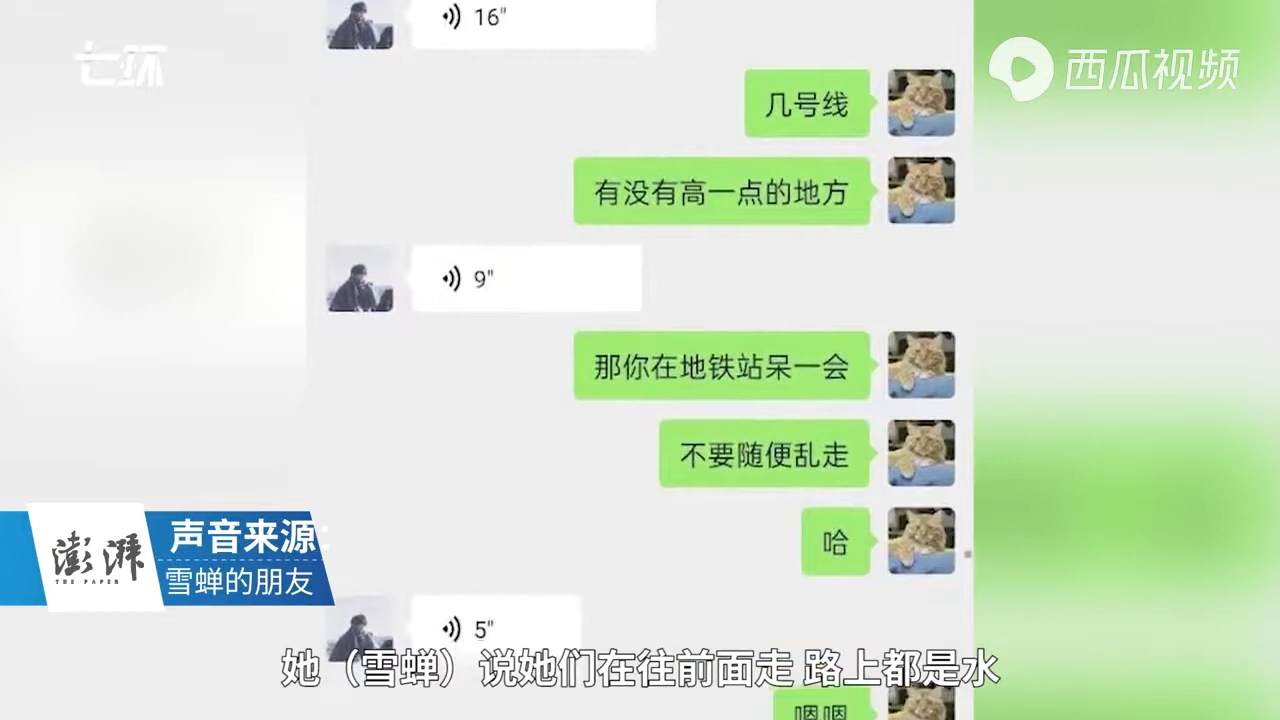 16"
七环
西瓜视频
几号线
有没有高一点的地方
9"
那你在地铁站呆一会
不要随便乱走
哈
澎湃
THE PAPER
声音来源：
雪蝉的朋友
5"
她（雪蝉）说她们在往前面走 路上都是水
嗯嗯